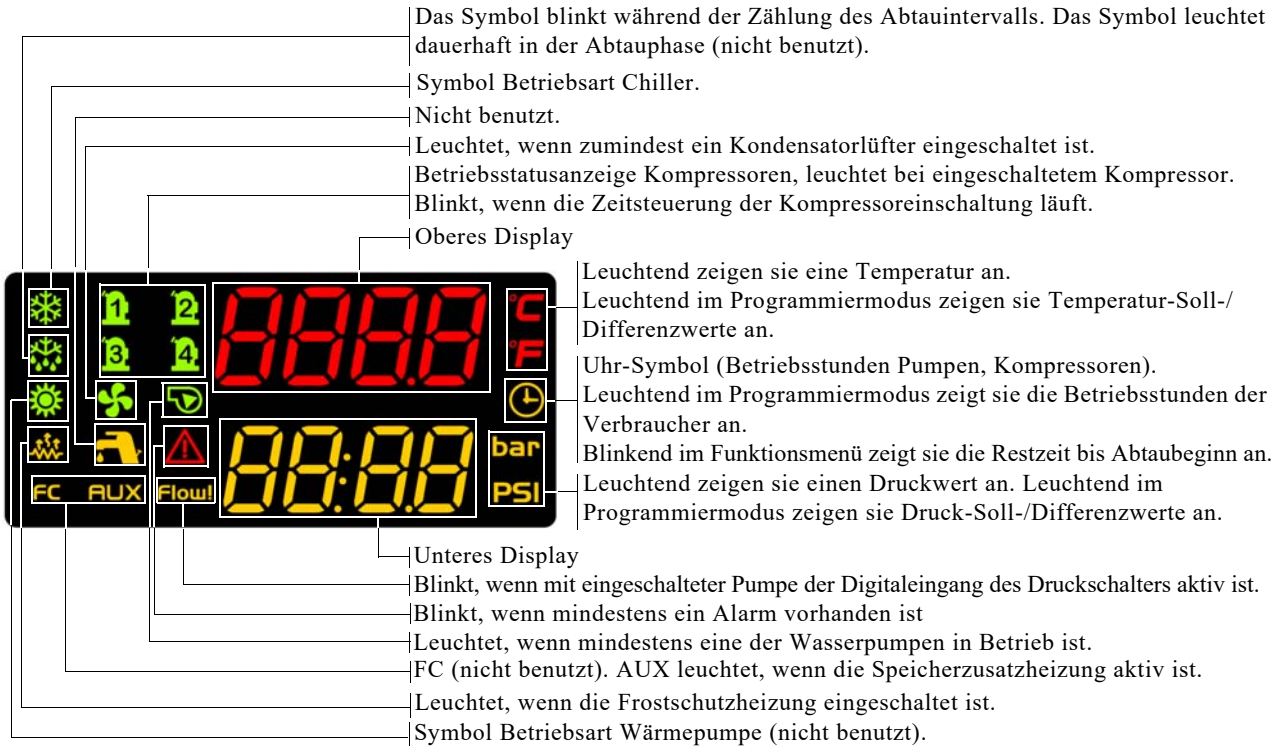 Das Symbol blinkt während der Zählung des Abtauintervalls. Das Symbol leuchtet
dauerhaft in der Abtauphase (nicht benutzt).
Symbol Betriebsart Chiller.
Nicht benutzt.
Leuchtet, wenn zumindest ein Kondensatorlüfter eingeschaltet ist.
Betriebsstatusanzeige Kompressoren, leuchtet bei eingeschaltetem Kompressor.
Blinkt, wenn die Zeitsteuerung der Kompressoreinschaltung läuft.
Oberes Display
1 2
3 4
88:8.8
°C
°F
88:8.8
bar
PSI
FC AUX Flow!
Leuchtend zeigen sie eine Temperatur an.
Leuchtend im Programmiermodus zeigen sie Temperatur-Soll-/
Differenzwerte an.
Uhr-Symbol (Betriebsstunden Pumpen, Kompressoren).
Leuchtend im Programmiermodus zeigt sie die Betriebsstunden der
Verbraucher an.
Blinkend im Funktionsmenü zeigt sie die Restzeit bis Abtaubeginn an.
Leuchtend zeigen sie einen Druckwert an. Leuchtend im
Programmiermodus zeigen sie Druck-Soll-/Differenzwerte an.
Unteres Display
Blinkt, wenn mit eingeschalteter Pumpe der Digitaleingang des Druckschalters aktiv ist.
Blinkt, wenn mindestens ein Alarm vorhanden ist
Leuchtet, wenn mindestens eine der Wasserpumpen in Betrieb ist.
FC (nicht benutzt). AUX leuchtet, wenn die Speicherzusatzheizung aktiv ist.
Leuchtet, wenn die Frostschutzheizung eingeschaltet ist.
Symbol Betriebsart Wärmepumpe (nicht benutzt).